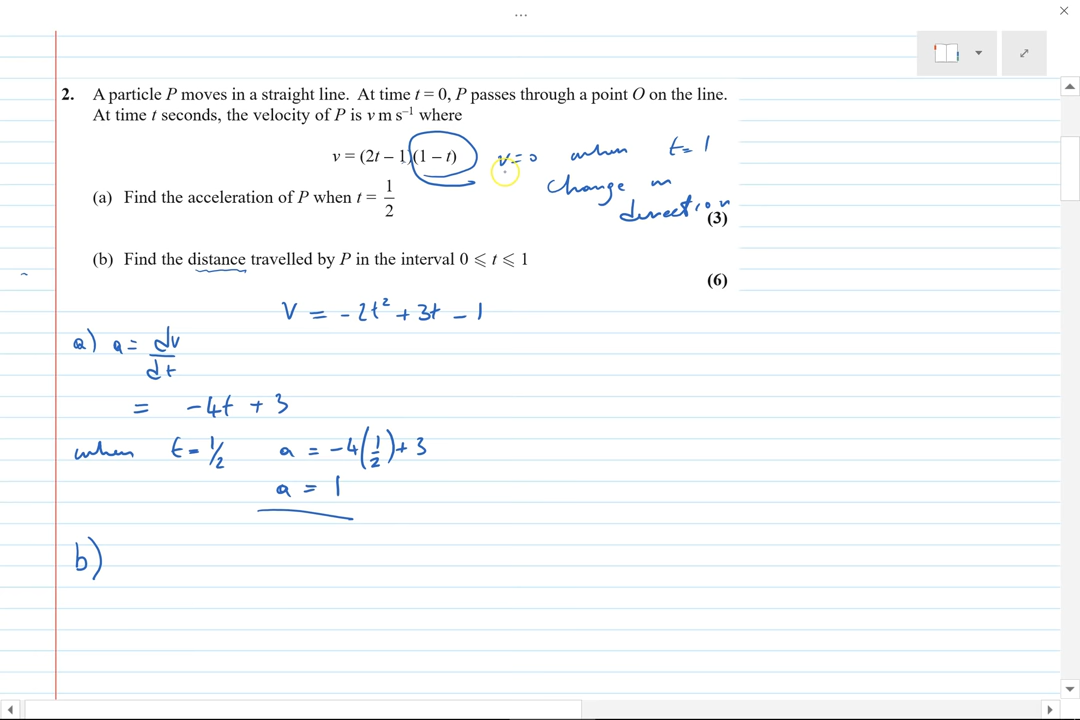 2. A particle P moves in a straight line. At time t = 0, P passes through a point O on the line.
At time t seconds, the velocity of P is v m s⁻¹ where
v = (2t − 1)(1 − t)
v = 0 when t = 1
change in
direction
(a) Find the acceleration of P when t = 1/2
(3)
(b) Find the distance travelled by P in the interval 0 ⩽ t ⩽ 1
(6)
V = -2t² + 3t - 1
a) a = dv/dt
= -4t + 3
when t = 1/2 a = -4(1/2) + 3
a = 1
b)